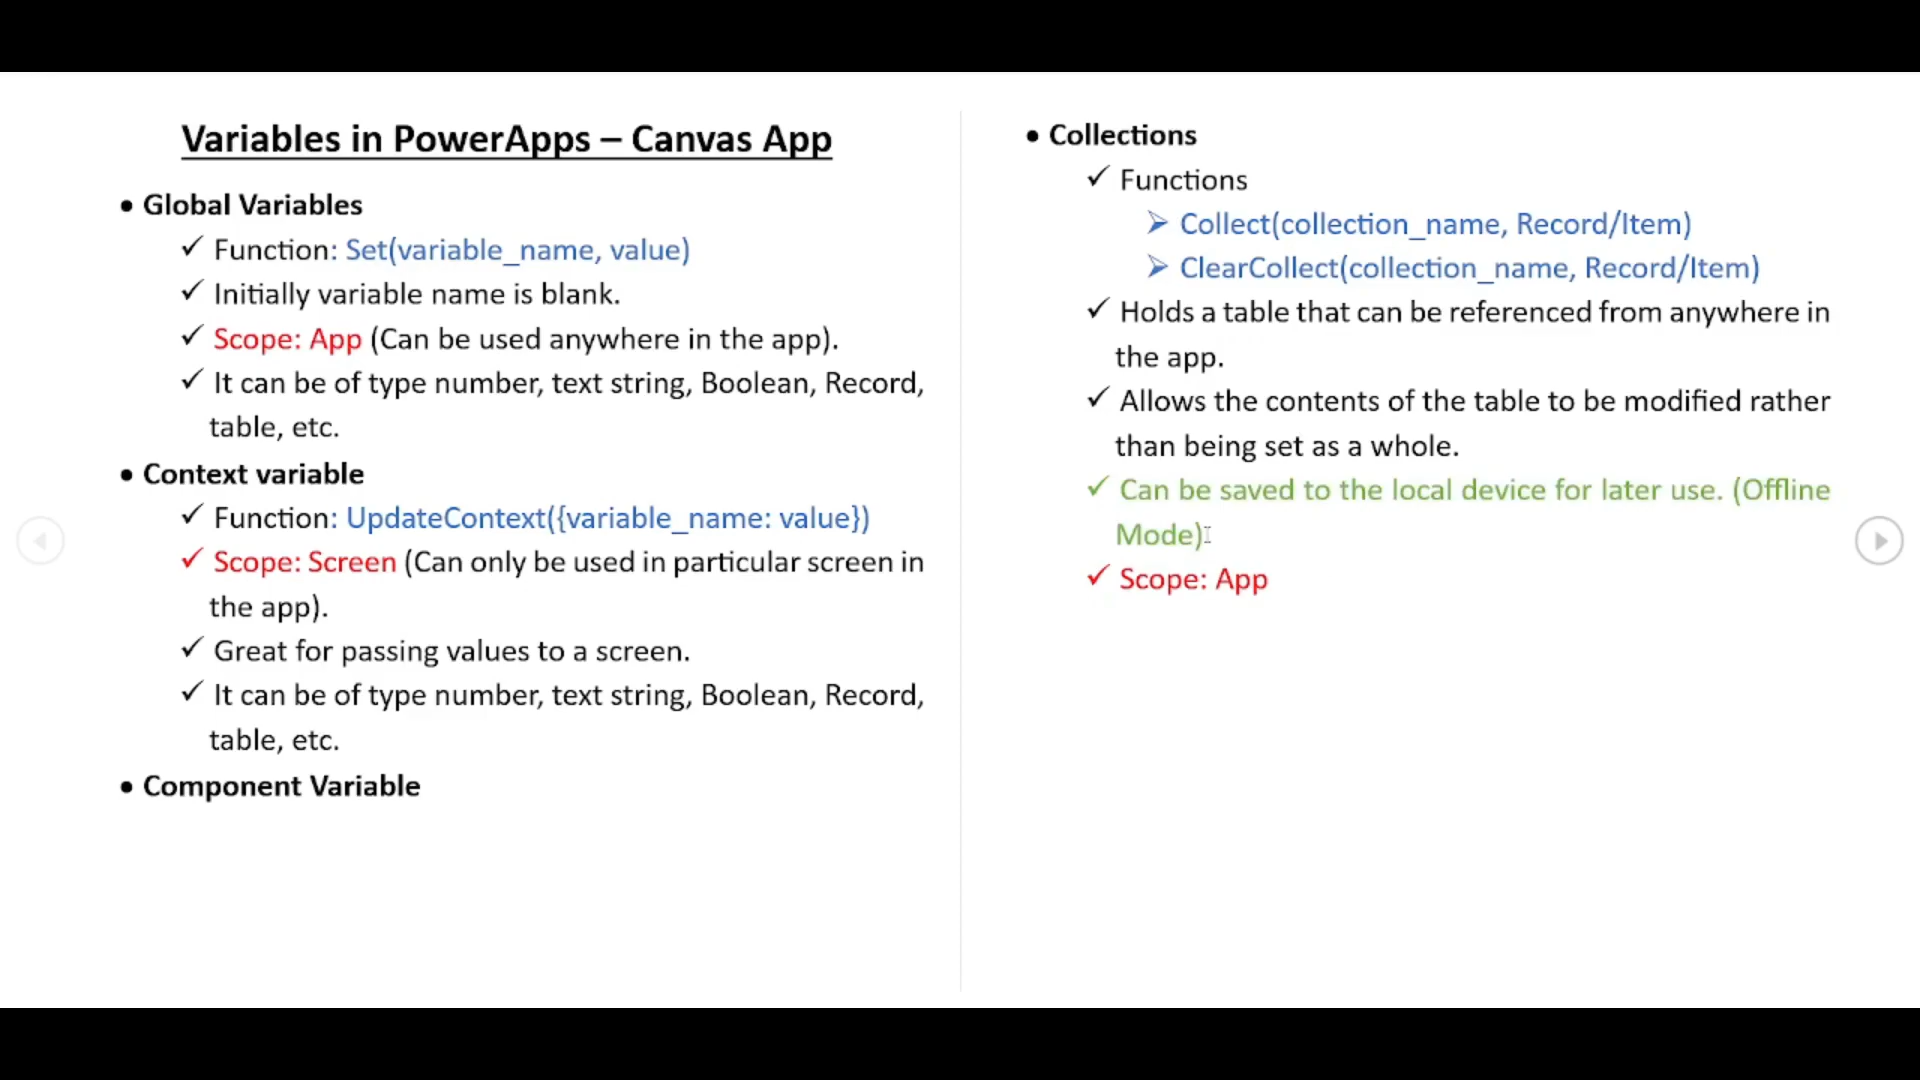 Variables in PowerApps – Canvas App
• Global Variables
✓ Function: Set(variable_name, value)
✓ Initially variable name is blank.
✓ Scope: App (Can be used anywhere in the app).
✓ It can be of type number, text string, Boolean, Record,
table, etc.
• Context variable
✓ Function: UpdateContext({variable_name: value})
✓ Scope: Screen (Can only be used in particular screen in
the app).
✓ Great for passing values to a screen.
✓ It can be of type number, text string, Boolean, Record,
table, etc.
• Component Variable
• Collections
✓ Functions
➢ Collect(collection_name, Record/Item)
➢ ClearCollect(collection_name, Record/Item)
✓ Holds a table that can be referenced from anywhere in
the app.
✓ Allows the contents of the table to be modified rather
than being set as a whole.
✓ Can be saved to the local device for later use. (Offline
Mode)
✓ Scope: App